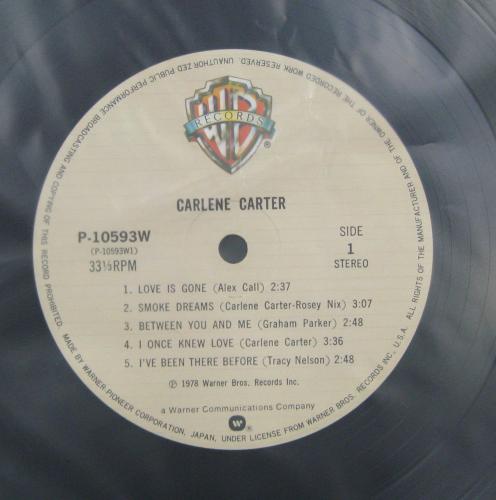 WB
RECORDS
®
CARLENE CARTER
P-10593W
(P-10593W1)
33⅓RPM
SIDE
1
STEREO
1. LOVE IS GONE (Alex Call) 2:37
2. SMOKE DREAMS (Carlene Carter-Rosey Nix) 3:07
3. BETWEEN YOU AND ME (Graham Parker) 2:48
4. I ONCE KNEW LOVE (Carlene Carter) 3:36
5. I'VE BEEN THERE BEFORE (Tracy Nelson) 2:48
Ⓟ 1978 Warner Bros. Records Inc.
a Warner Communications Company
W®
MADE BY WARNER-PIONEER CORPORATION, JAPAN, UNDER LICENSE FROM WARNER BROS. RECORDS INC., U.S.A. ALL RIGHTS OF THE MANUFACTURER AND OF THE OWNER OF THE RECORDED WORK RESERVED. UNAUTHORIZED PUBLIC PERFORMANCE BROADCASTING AND COPYING OF THIS RECORD PROHIBITED.